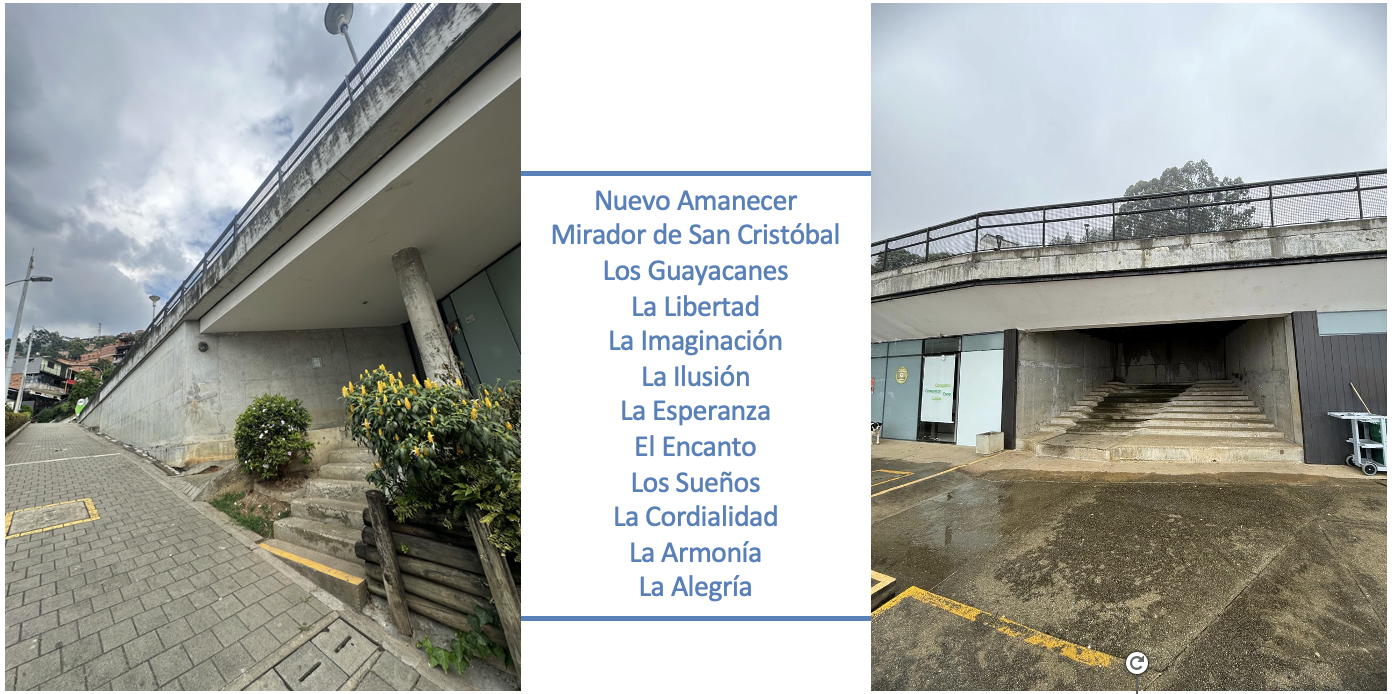 Nuevo Amanecer
Mirador de San Cristóbal
Los Guayacanes
La Libertad
La Imaginación
La Ilusión
La Esperanza
El Encanto
Los Sueños
La Cordialidad
La Armonía
La Alegría